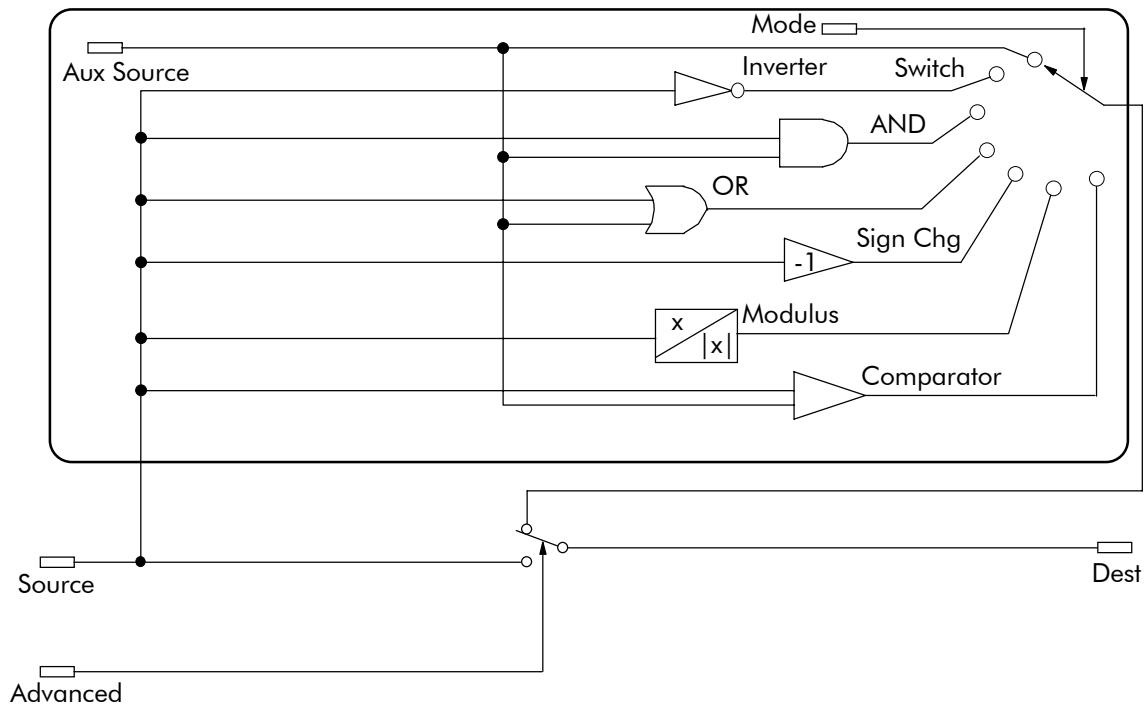 Mode
Aux Source
Inverter
Switch
AND
OR
Sign Chg
-1
Modulus
x
|x|
Comparator
Source
Dest
Advanced